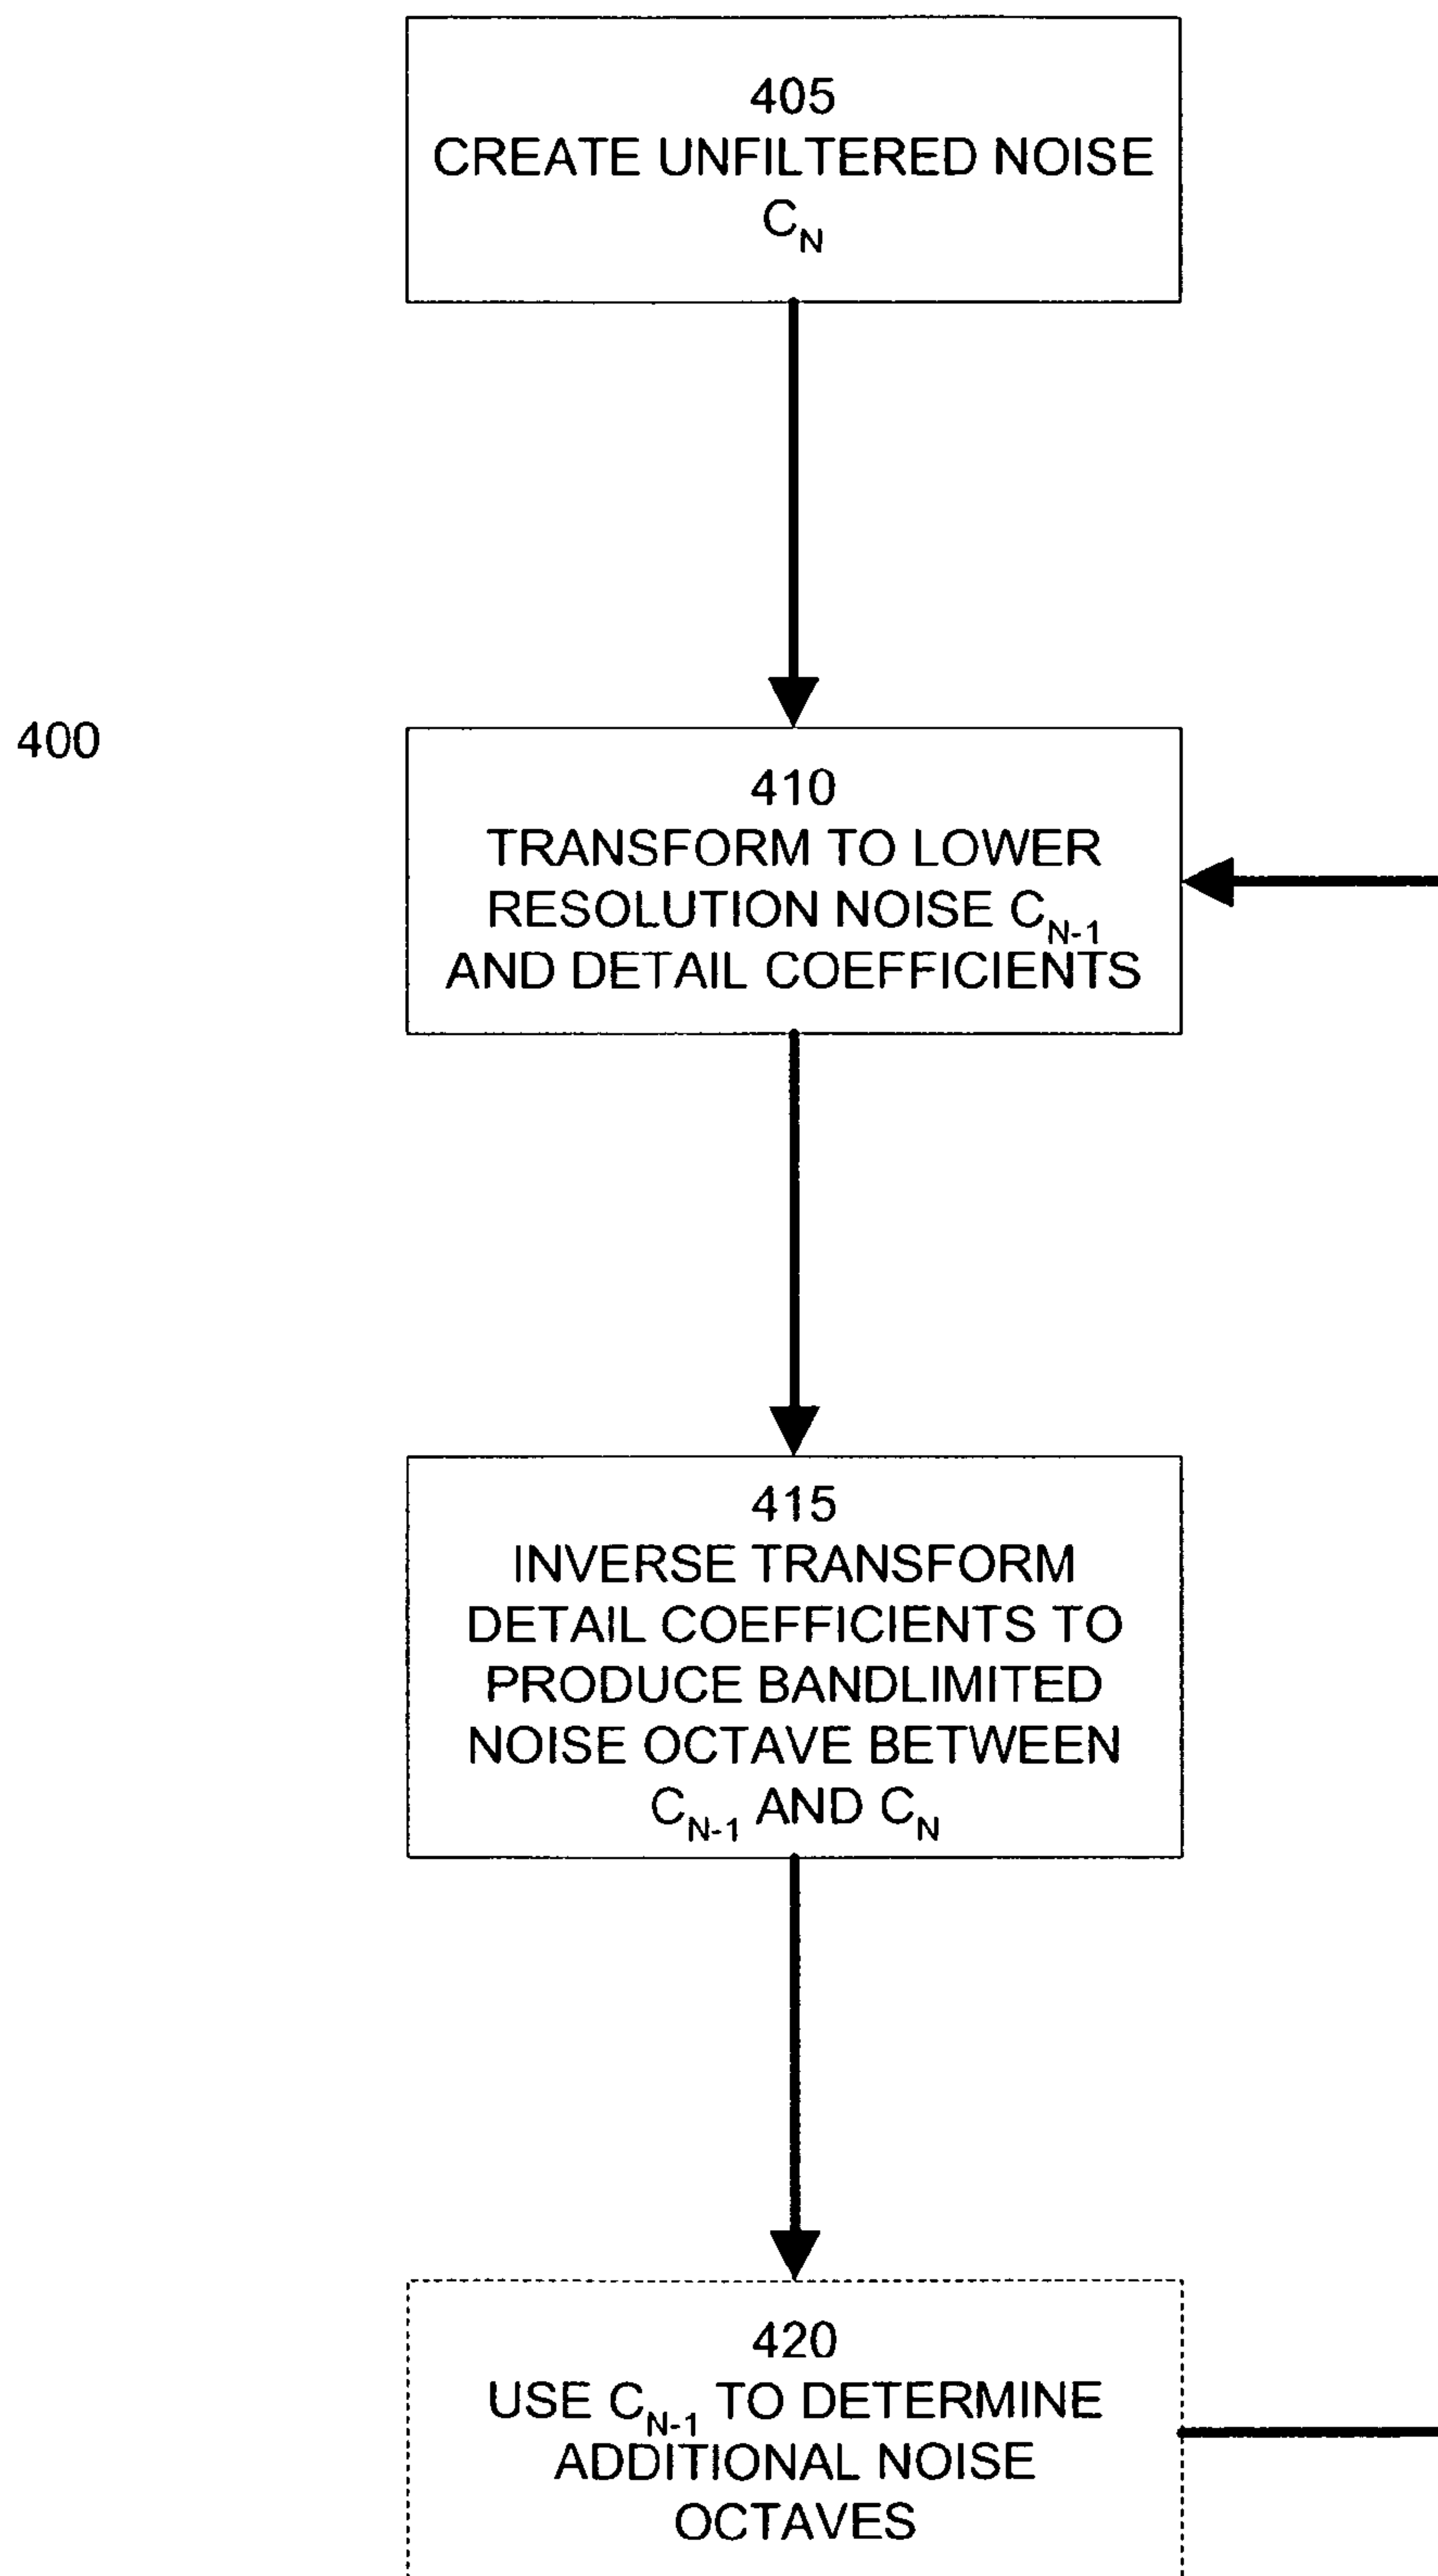 405
CREATE UNFILTERED NOISE
C_N
400
410
TRANSFORM TO LOWER
RESOLUTION NOISE C_N-1
AND DETAIL COEFFICIENTS
415
INVERSE TRANSFORM
DETAIL COEFFICIENTS TO
PRODUCE BANDLIMITED
NOISE OCTAVE BETWEEN
C_N-1 AND C_N
420
USE C_N-1 TO DETERMINE
ADDITIONAL NOISE
OCTAVES